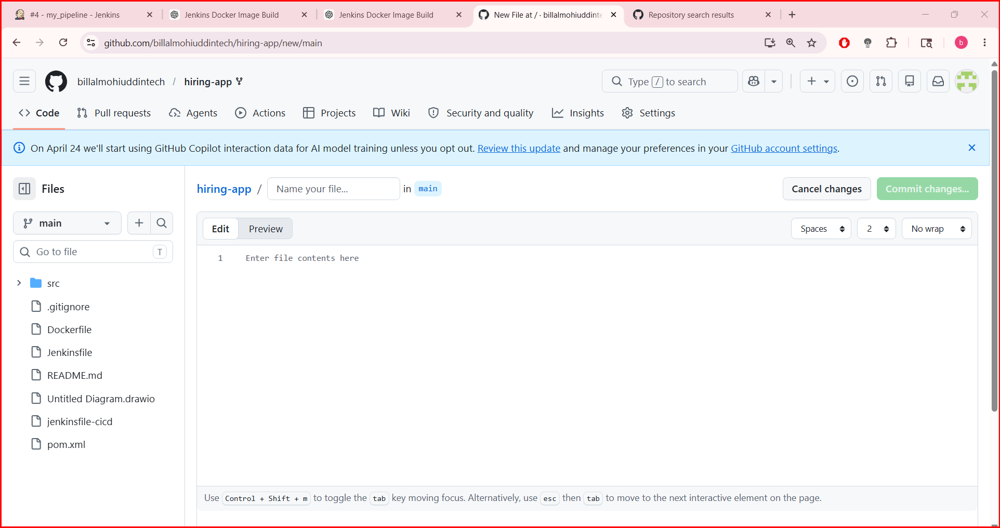 #4 - my_pipeline - Jenkins
Jenkins Docker Image Build
Jenkins Docker Image Build
New File at / · billalmohiuddinte
Repository search results
github.com/billalmohiuddintech/hiring-app/new/main
b
billalmohiuddintech / hiring-app
Type / to search
Code
Pull requests
Agents
Actions
Projects
Wiki
Security and quality
Insights
Settings
On April 24 we'll start using GitHub Copilot interaction data for AI model training unless you opt out. Review this update and manage your preferences in your GitHub account settings.
Files
hiring-app / Name your file... in main
Cancel changes
Commit changes...
main
Go to file T
Edit
Preview
Spaces
2
No wrap
1 Enter file contents here
src
.gitignore
Dockerfile
Jenkinsfile
README.md
Untitled Diagram.drawio
jenkinsfile-cicd
pom.xml
Use Control + Shift + m to toggle the tab key moving focus. Alternatively, use esc then tab to move to the next interactive element on the page.